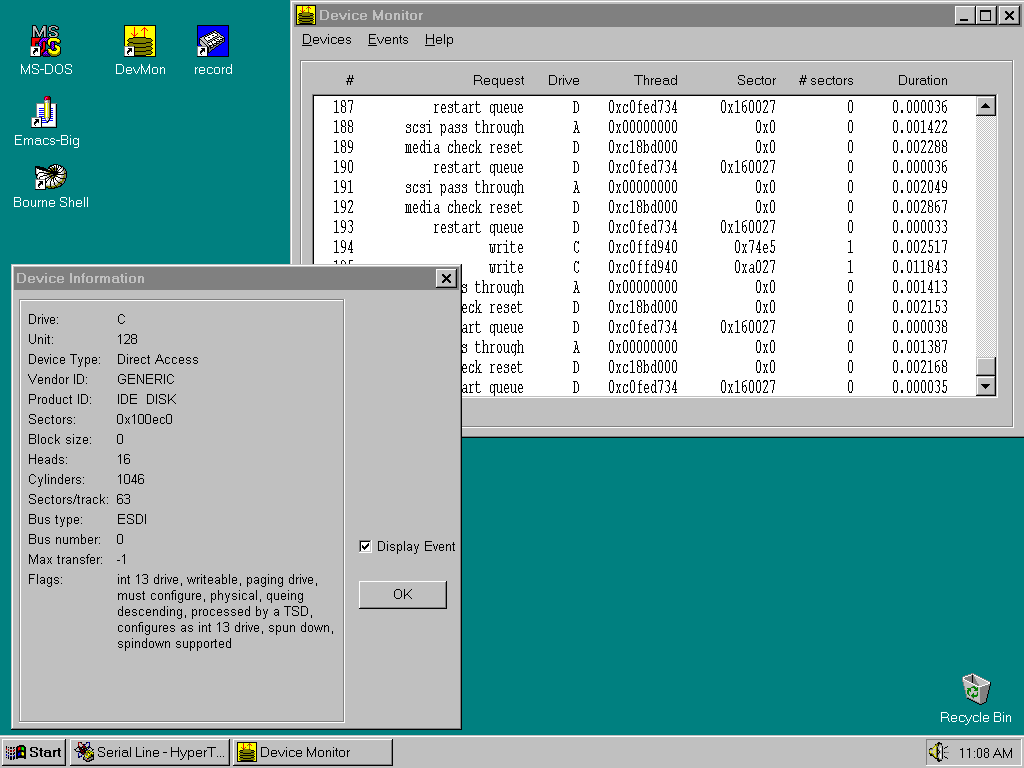 MS-DOS
DevMon
record
Emacs-Big
Bourne Shell
Device Monitor
Devices Events Help
# Request Drive Thread Sector # sectors Duration
187 restart queue D 0xc0fed734 0x160027 0 0.000036
188 scsi pass through A 0x00000000 0x0 0 0.001422
189 media check reset D 0xc18bd000 0x0 0 0.002288
190 restart queue D 0xc0fed734 0x160027 0 0.000036
191 scsi pass through A 0x00000000 0x0 0 0.002049
192 media check reset D 0xc18bd000 0x0 0 0.002867
193 restart queue D 0xc0fed734 0x160027 0 0.000033
194 write C 0xc0ffd940 0x74e5 1 0.002517
195 write C 0xc0ffd940 0xa027 1 0.011843
s through A 0x00000000 0x0 0 0.001413
ck reset D 0xc18bd000 0x0 0 0.002153
art queue D 0xc0fed734 0x160027 0 0.000038
s through A 0x00000000 0x0 0 0.001387
ck reset D 0xc18bd000 0x0 0 0.002168
art queue D 0xc0fed734 0x160027 0 0.000035
Device Information
Drive: C
Unit: 128
Device Type: Direct Access
Vendor ID: GENERIC
Product ID: IDE DISK
Sectors: 0x100ec0
Block size: 0
Heads: 16
Cylinders: 1046
Sectors/track: 63
Bus type: ESDI
Bus number: 0
Max transfer: -1
Flags: int 13 drive, writeable, paging drive,
must configure, physical, queing
descending, processed by a TSD,
configures as int 13 drive, spun down,
spindown supported
Display Event
OK
Recycle Bin
Start
Serial Line - HyperT...
Device Monitor
11:08 AM